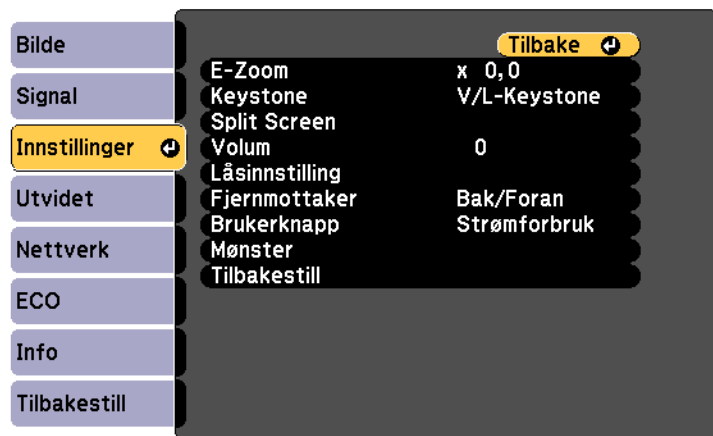 Bilde
Signal
Innstillinger
Utvidet
Nettverk
ECO
Info
Tilbakestill
Tilbake
E-Zoom x 0,0
Keystone V/L-Keystone
Split Screen
Volum 0
Låsinnstilling
Fjernmottaker Bak/Foran
Brukerknapp Strømforbruk
Mønster
Tilbakestill